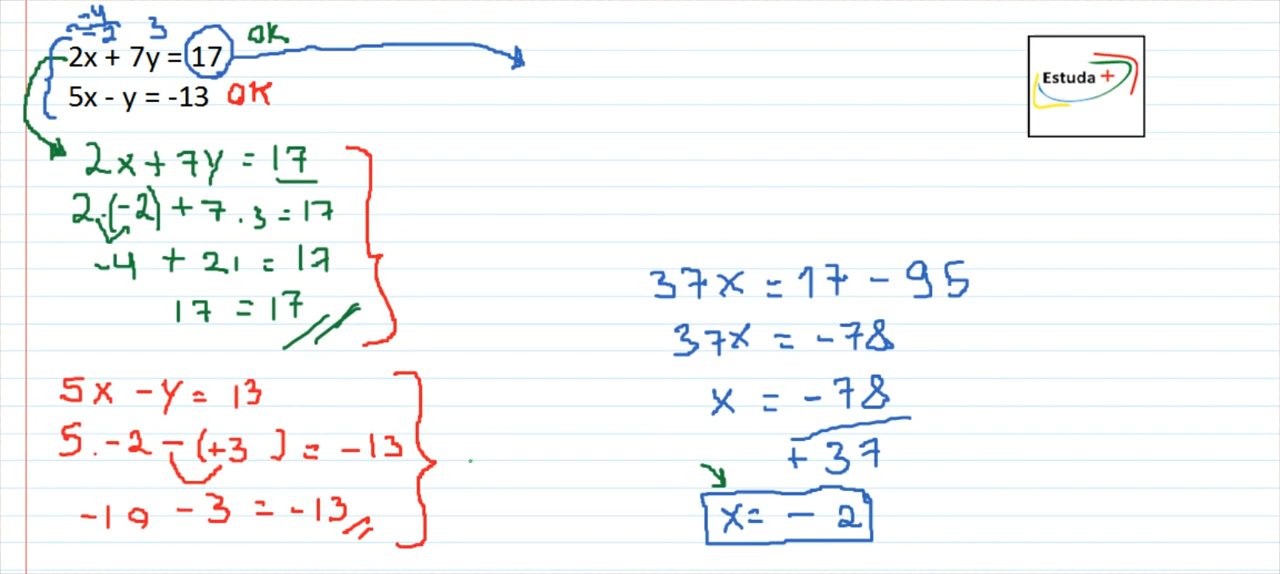 -4
-2 3
2x + 7y = 17 OK
5x - y = -13 OK
Estuda +
2x + 7y = 17
2.(-2) + 7.3 = 17
-4 + 21 = 17
17 = 17
5x - y = 13
5.-2 - (+3) = -13
-10 - 3 = -13
37x = 17 - 95
37x = -78
x = -78
+37
x = - 2